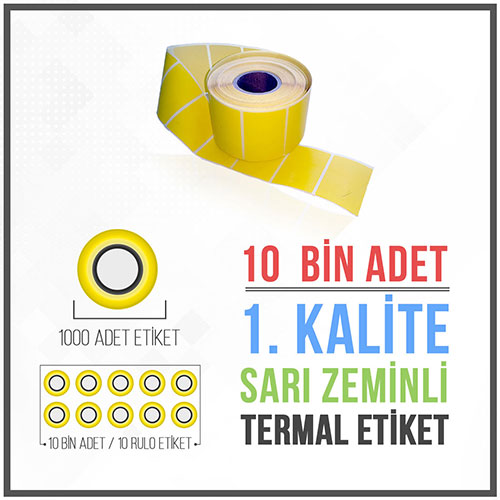 10 BİN ADET
1. KALİTE
SARI ZEMİNLİ
TERMAL ETİKET
1000 ADET ETİKET
10 BİN ADET / 10 RULO ETİKET